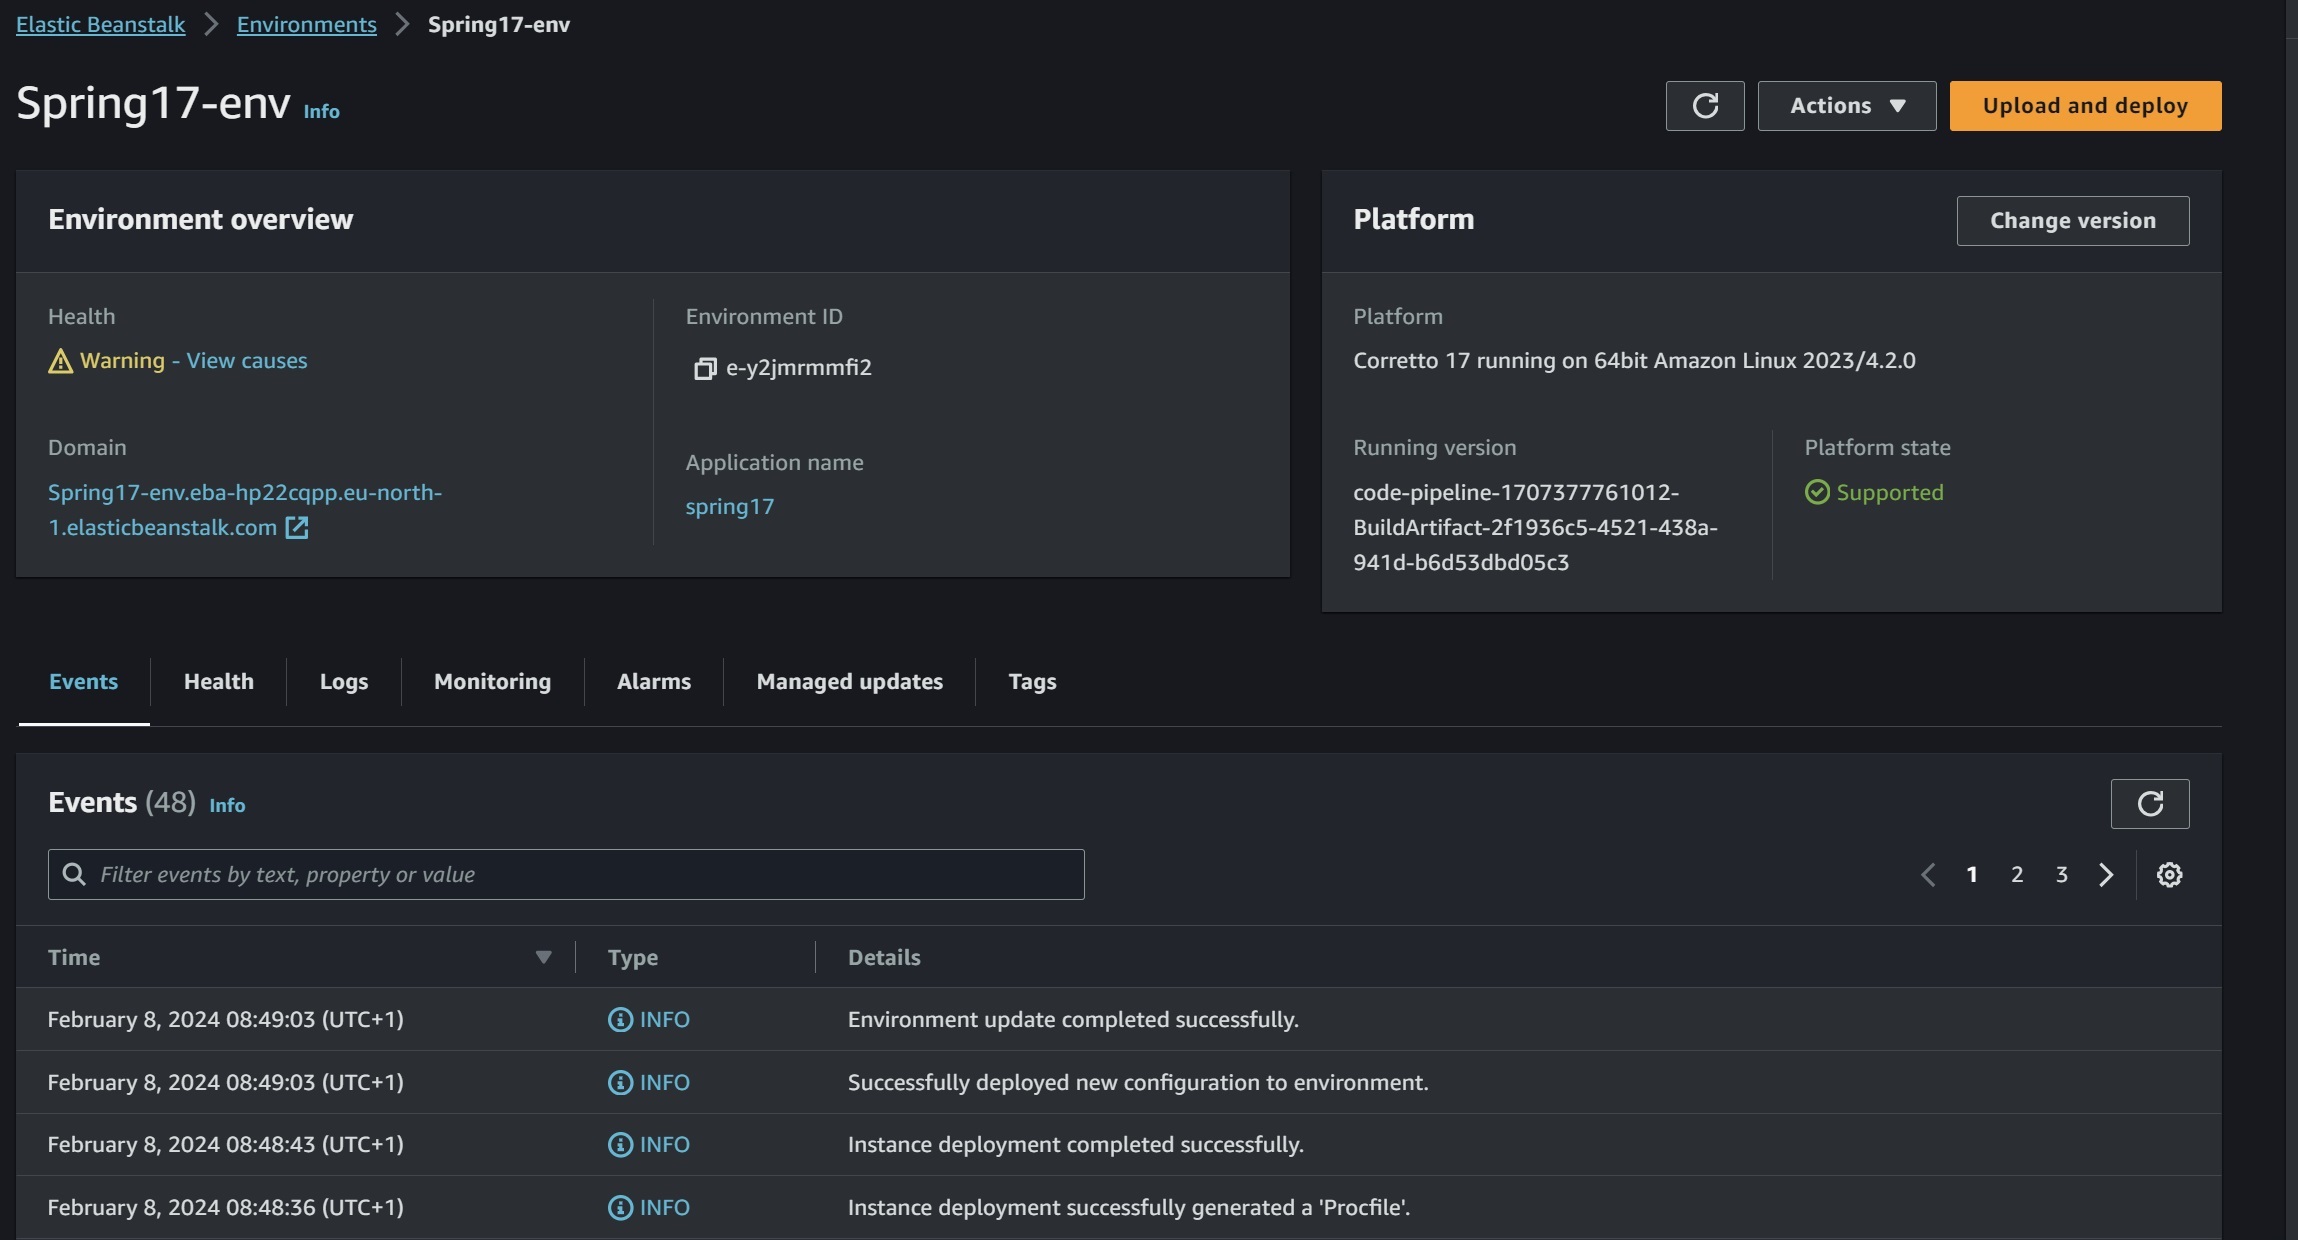 Elastic Beanstalk > Environments > Spring17-env
Spring17-env Info
Actions
Upload and deploy
Environment overview
Health
Warning - View causes
Domain
Spring17-env.eba-hp22cqpp.eu-north-
1.elasticbeanstalk.com
Environment ID
e-y2jmrmmfi2
Application name
spring17
Platform
Change version
Platform
Corretto 17 running on 64bit Amazon Linux 2023/4.2.0
Running version
code-pipeline-1707377761012-
BuildArtifact-2f1936c5-4521-438a-
941d-b6d53dbd05c3
Platform state
Supported
Events Health Logs Monitoring Alarms Managed updates Tags
Events (48) Info
Filter events by text, property or value
1 2 3
Time Type Details
February 8, 2024 08:49:03 (UTC+1) INFO Environment update completed successfully.
February 8, 2024 08:49:03 (UTC+1) INFO Successfully deployed new configuration to environment.
February 8, 2024 08:48:43 (UTC+1) INFO Instance deployment completed successfully.
February 8, 2024 08:48:36 (UTC+1) INFO Instance deployment successfully generated a 'Procfile'.